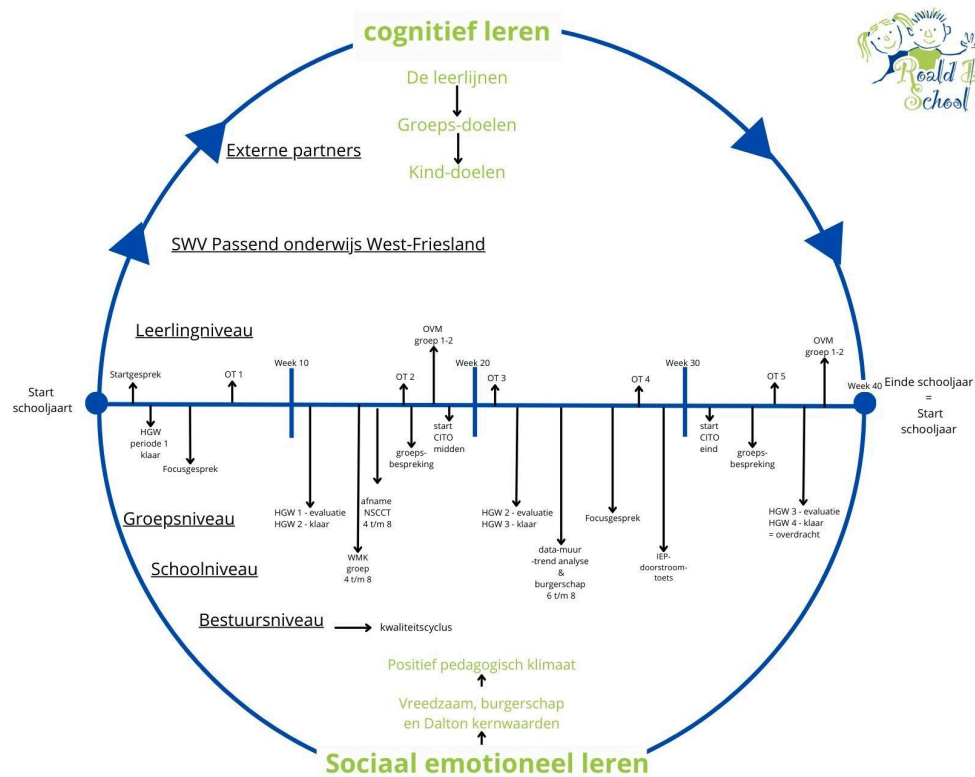 cognitief leren
Roald D
School
De leerlijnen
Groeps-doelen
Kind-doelen
Externe partners
SWV Passend onderwijs West-Friesland
Leerlingniveau
OVM
groep 1-2
OVM
groep 1-2
Week 10
Week 20
Week 30
Week 40
Startgesprek
OT 1
OT 2
OT 3
OT 4
OT 5
Start
schooljaart
Einde schooljaar
=
Start
schooljaar
HGW
periode 1
klaar
Focusgesprek
HGW 1 - evaluatie
HGW 2 - klaar
WMK
groep
4 t/m 8
afname
NSCCT
4 t/m 8
groeps-
bespreking
start
CITO
midden
HGW 2 - evaluatie
HGW 3 - klaar
data-muur
-trend analyse
&
burgerschap
6 t/m 8
Focusgesprek
IEP-
doorstroom-
toets
start
CITO
eind
groeps-
bespreking
HGW 3 - evaluatie
HGW 4 - klaar
= overdracht
Groepsniveau
Schoolniveau
Bestuursniveau
kwaliteitscyclus
Positief pedagogisch klimaat
Vreedzaam, burgerschap
en Dalton kernwaarden
Sociaal emotioneel leren